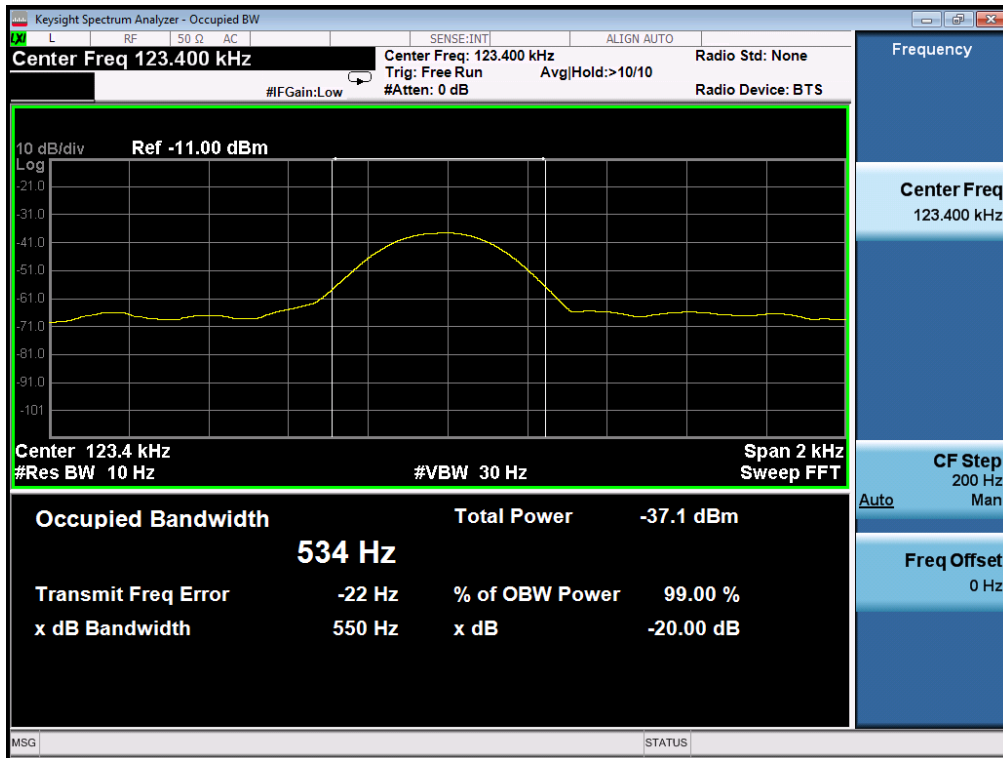 Keysight Spectrum Analyzer - Occupied BW
LXI L RF 50 Ω AC SENSE:INT ALIGN AUTO
Center Freq 123.400 kHz
Center Freq: 123.400 kHz Radio Std: None
Trig: Free Run Avg|Hold:>10/10
#IFGain:Low #Atten: 0 dB Radio Device: BTS
10 dB/div Ref -11.00 dBm
Log
-21.0
-31.0
-41.0
-51.0
-61.0
-71.0
-81.0
-91.0
-101
Center 123.4 kHz Span 2 kHz
#Res BW 10 Hz #VBW 30 Hz Sweep FFT
Occupied Bandwidth Total Power -37.1 dBm
534 Hz
Transmit Freq Error -22 Hz % of OBW Power 99.00 %
x dB Bandwidth 550 Hz x dB -20.00 dB
MSG STATUS
Frequency
Center Freq
123.400 kHz
CF Step
200 Hz
Auto Man
Freq Offset
0 Hz